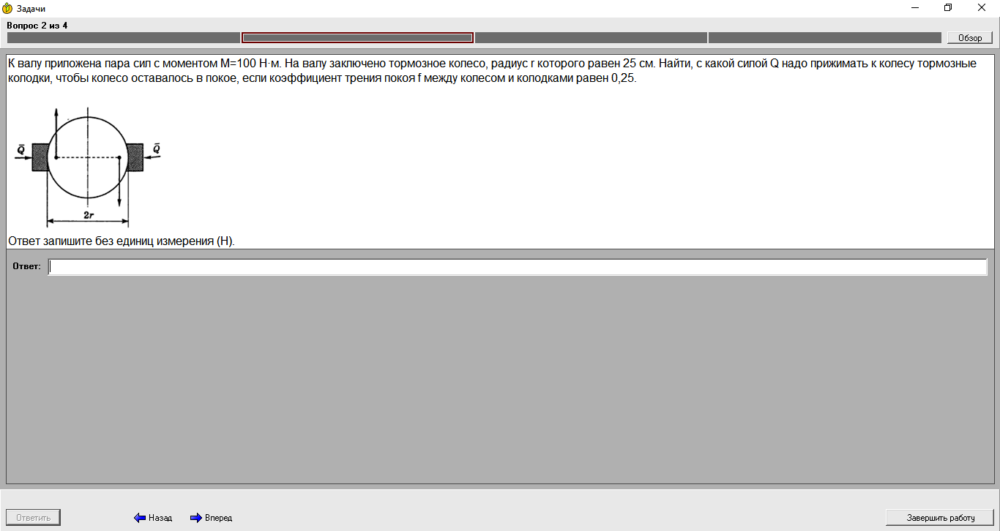 Задачи
Вопрос 2 из 4
Обзор
К валу приложена пара сил с моментом M=100 Н·м. На валу заключено тормозное колесо, радиус r которого равен 25 см. Найти, с какой силой Q надо прижимать к колесу тормозные
колодки, чтобы колесо оставалось в покое, если коэффициент трения покоя f между колесом и колодками равен 0,25.
Q̄ Q̄
2r
Ответ запишите без единиц измерения (Н).
Ответ:
Ответить Назад Вперед Завершить работу